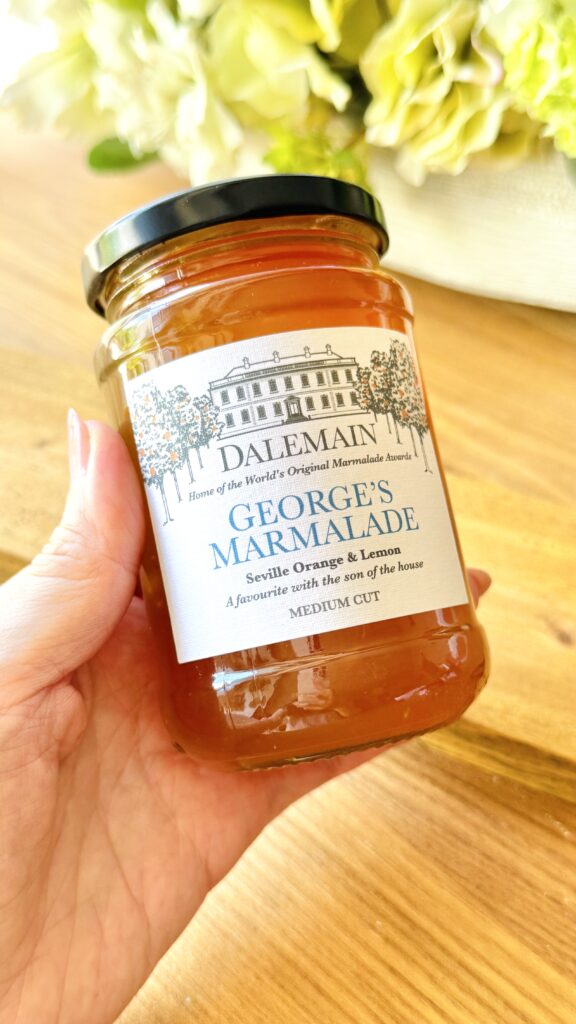 DALEMAIN
Home of the World's Original Marmalade Awards
GEORGE'S
MARMALADE
Seville Orange & Lemon
A favourite with the son of the house
MEDIUM CUT